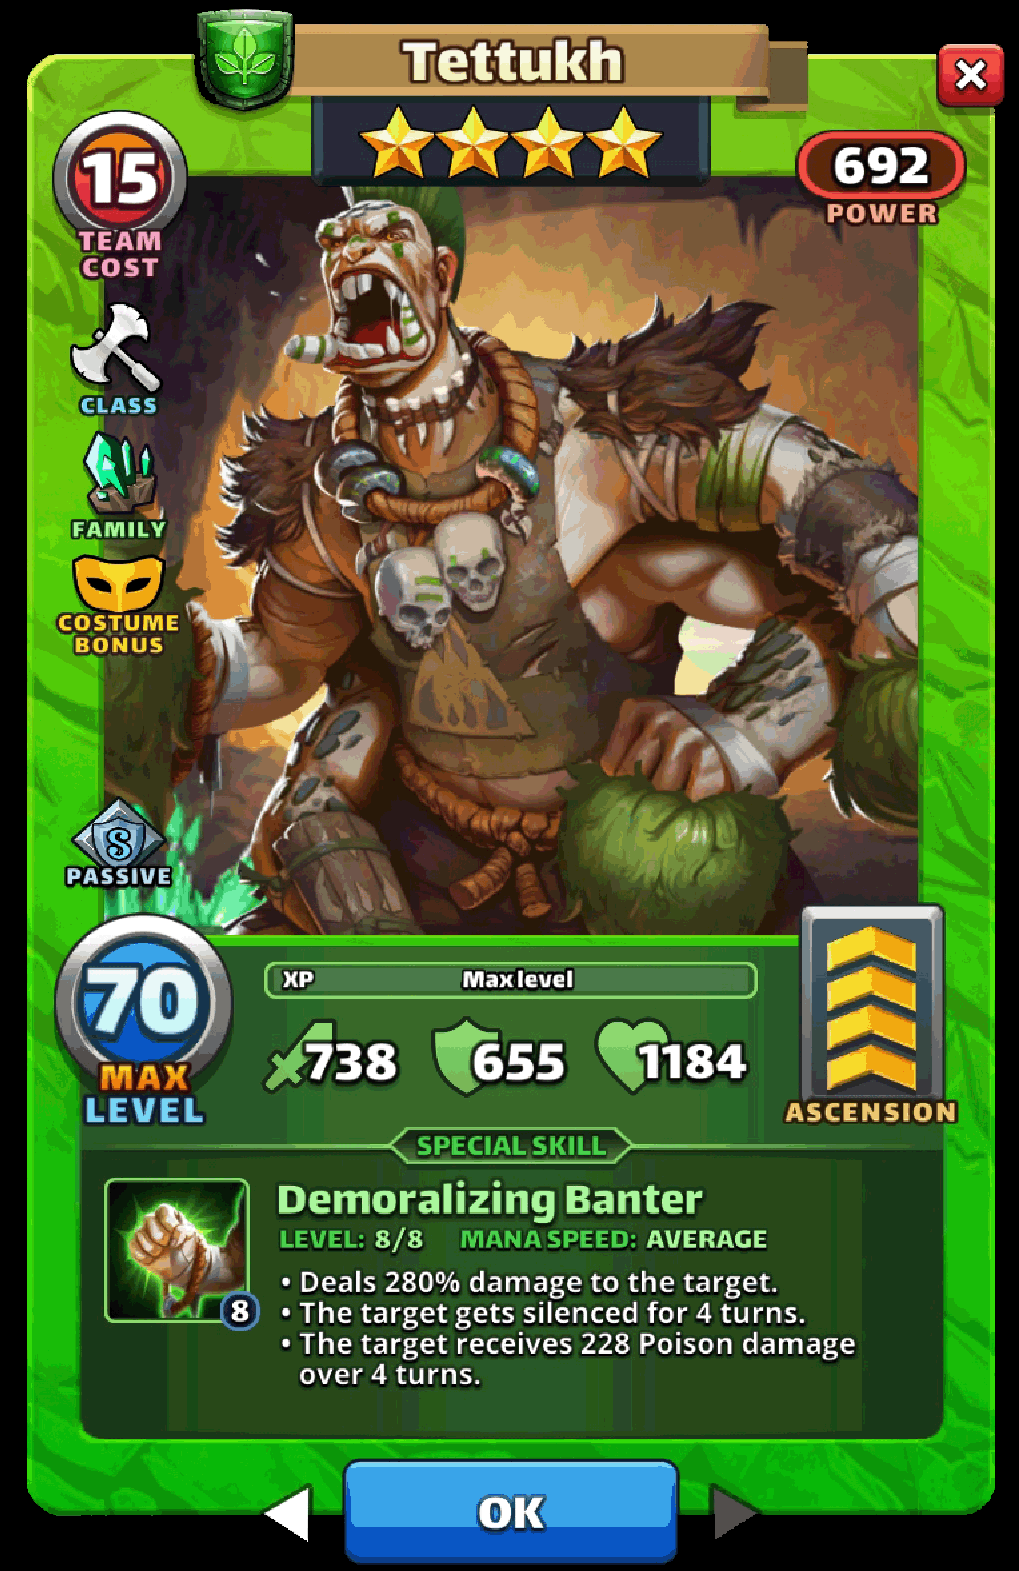 Tettukh
15
TEAM
COST
692
POWER
CLASS
FAMILY
COSTUME
BONUS
S
PASSIVE
70
MAX
LEVEL
XP Max level
738 655 1184
ASCENSION
SPECIAL SKILL
Demoralizing Banter
LEVEL: 8/8 MANA SPEED: AVERAGE
8
• Deals 280% damage to the target.
• The target gets silenced for 4 turns.
• The target receives 228 Poison damage
over 4 turns.
OK